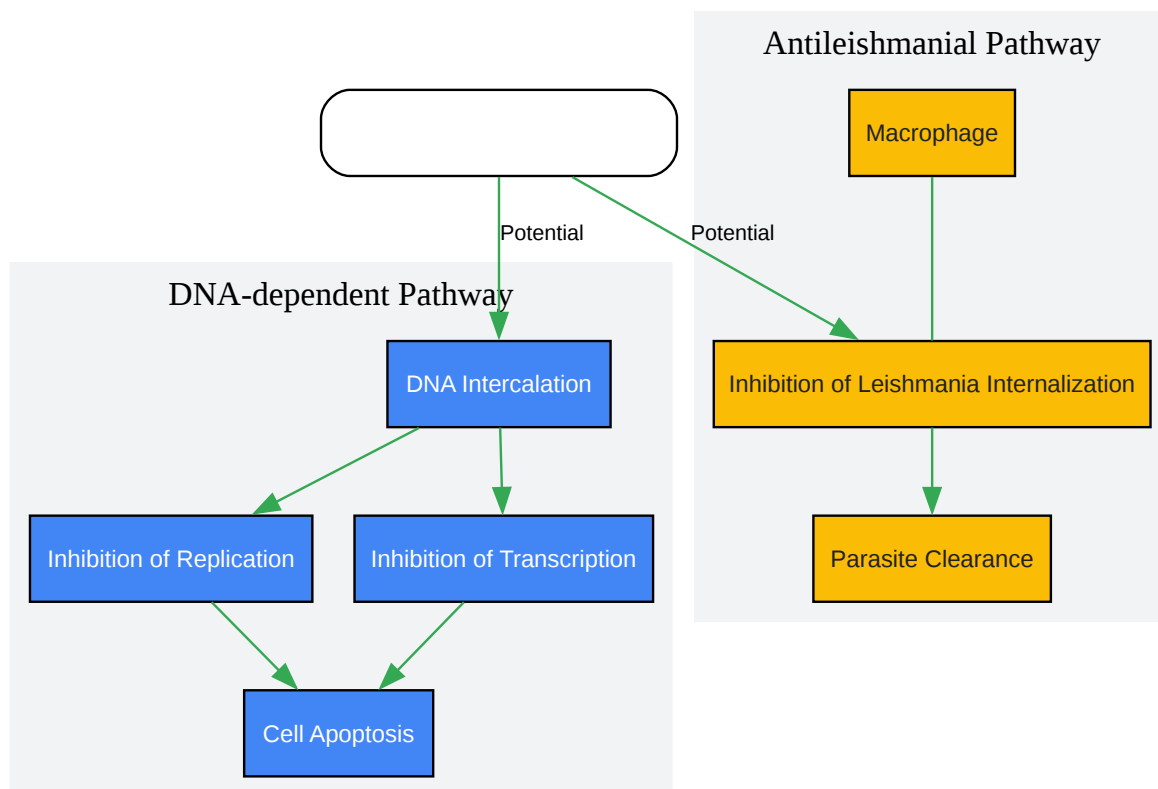 Antileishmanial Pathway
Macrophage
Potential
Potential
DNA-dependent Pathway
DNA Intercalation
Inhibition of Leishmania Internalization
Inhibition of Replication
Inhibition of Transcription
Parasite Clearance
Cell Apoptosis